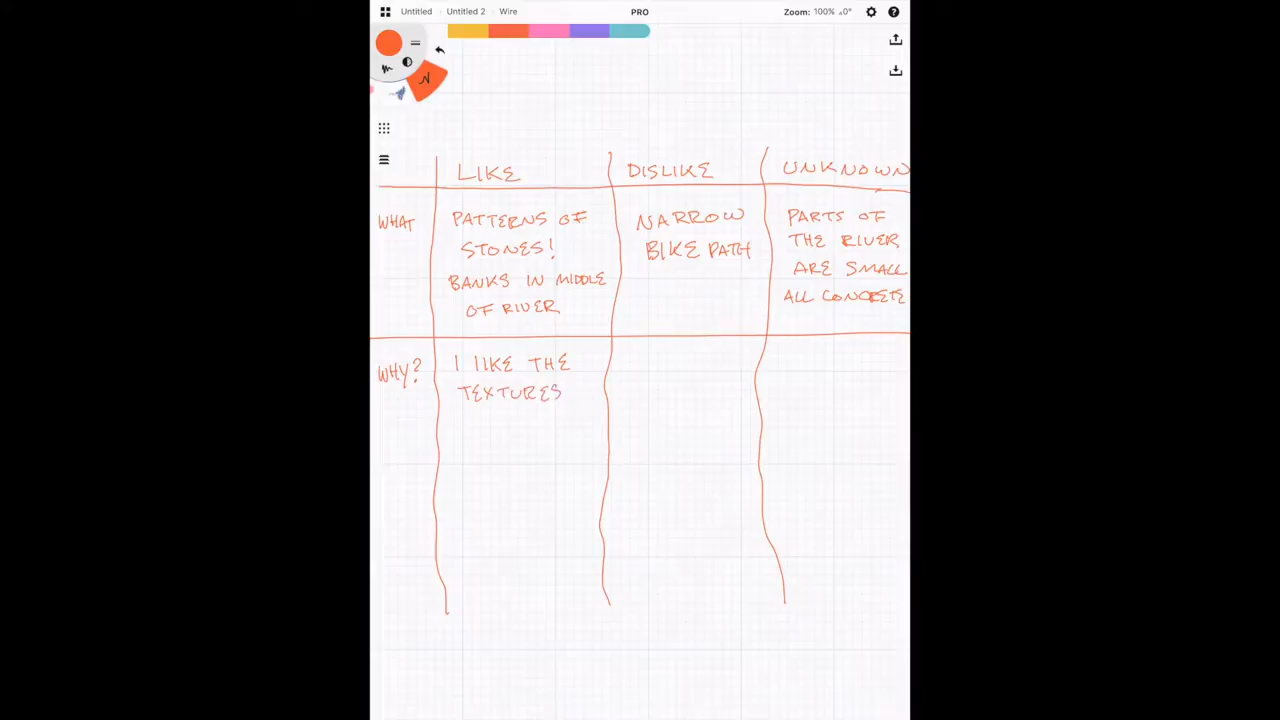 Untitled Untitled 2 Wire PRO Zoom: 100% ⊿0°
LIKE DISLIKE UNKNOWN
WHAT
PATTERNS OF
STONES!
BANKS IN MIDDLE
OF RIVER
NARROW
BIKE PATH
PARTS OF
THE RIVER
ARE SMALL
ALL CONCRETE
WHY?
I LIKE THE
TEXTURES